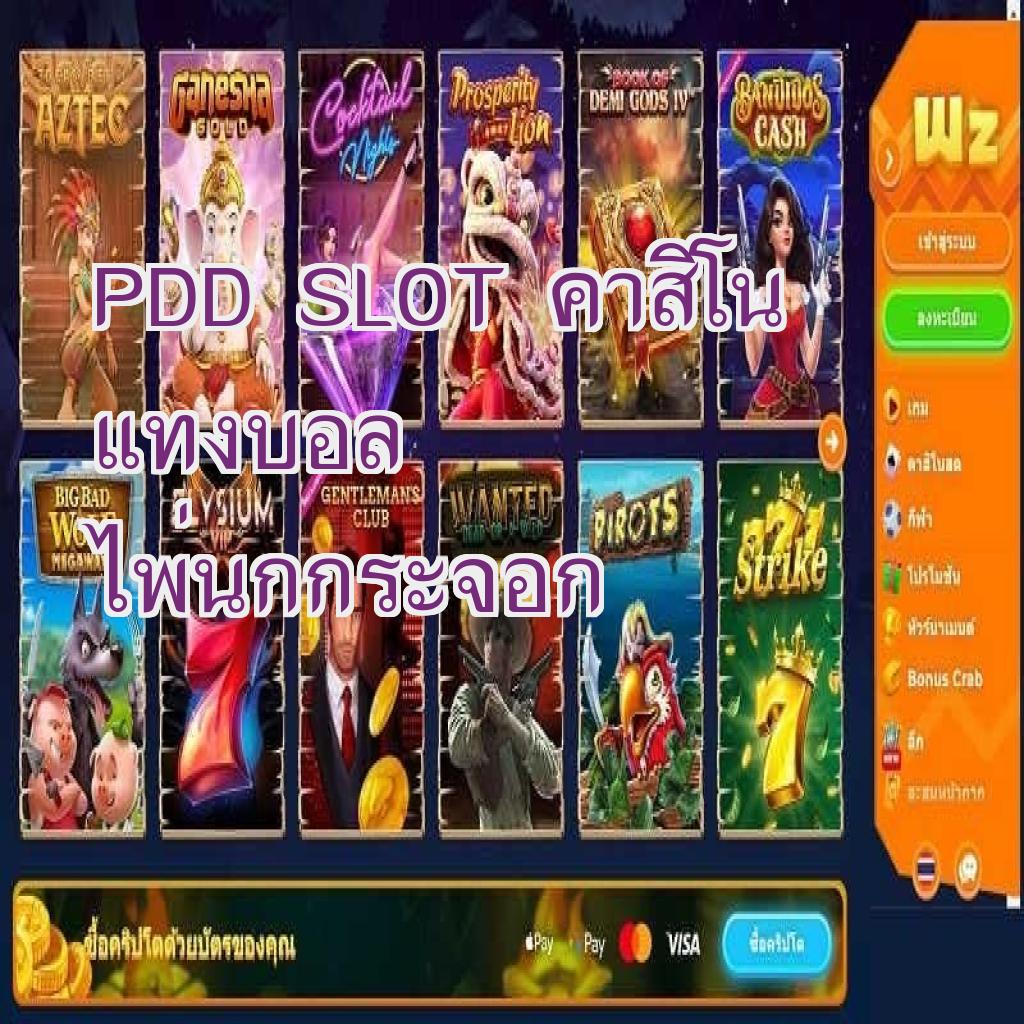 AZTEC
Ganesha
GOLD
Cocktail
Nights
Prosperity
Lion
BOOK OF
DEMI GODS IV
BANDIDOS
CASH
Wz
เข้าสู่ระบบ
ลงทะเบียน
PDD SLOT คาสิโน
แท่งบอล
ไพ่นกกระจอก
เกม
คาสิโนสด
กีฬา
โปรโมชั่น
ทัวร์นาเมนต์
Bonus Crab
ลีก
สะสมหน้ากาก
BIG BAD
WOLF
MEGAWAYS
ELYSIUM
VIP
GENTLEMAN'S
CLUB
WANTED
DEAD OR A WILD
PIROTS
777
Strike
ซื้อคริปโตด้วยบัตรของคุณ
Pay
Pay
VISA
ซื้อคริปโต